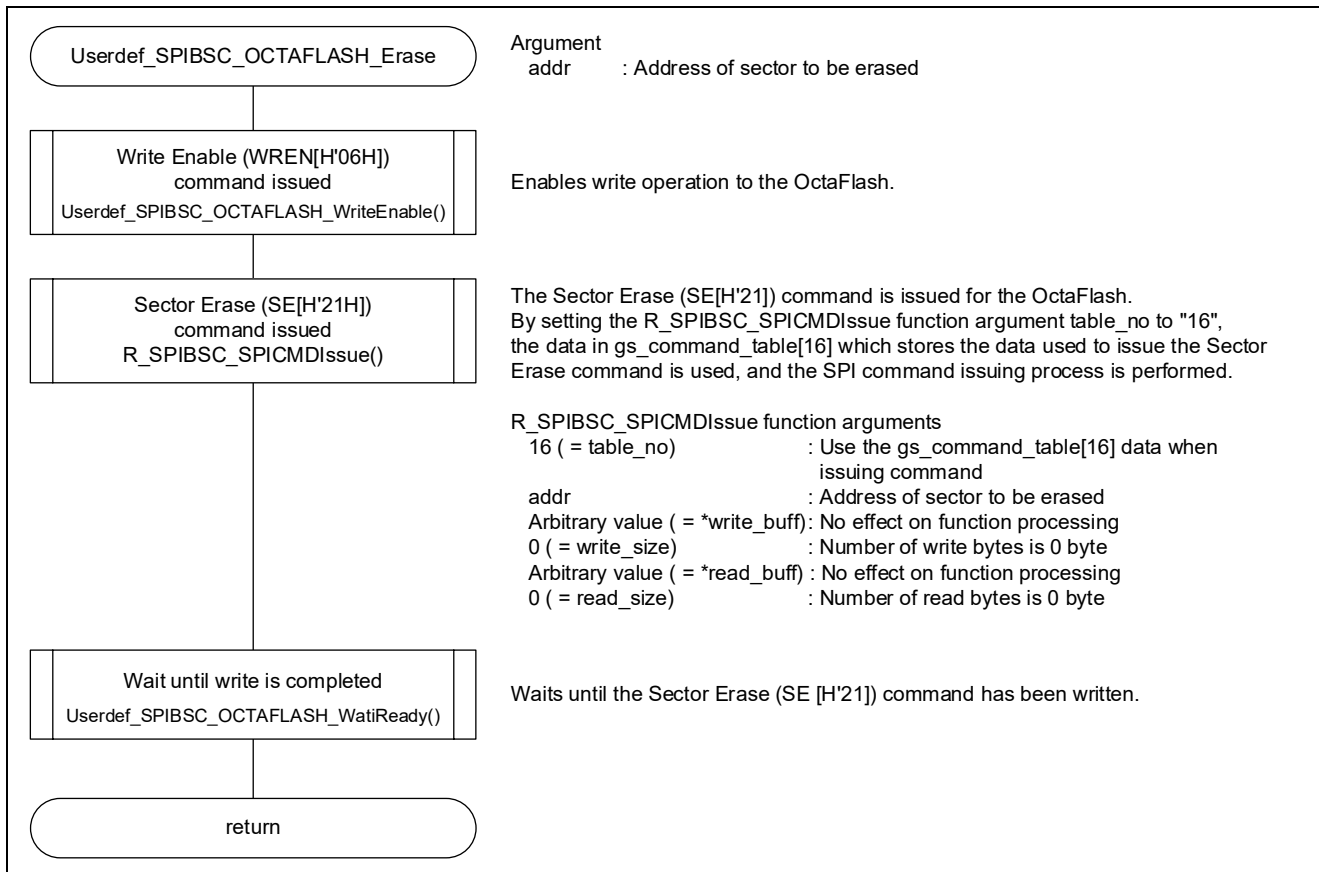 Userdef_SPIBSC_OCTAFLASH_Erase
Argument
addr : Address of sector to be erased
Write Enable (WREN[H'06H])
command issued
Userdef_SPIBSC_OCTAFLASH_WriteEnable()
Enables write operation to the OctaFlash.
Sector Erase (SE[H'21H])
command issued
R_SPIBSC_SPICMDIssue()
The Sector Erase (SE[H'21]) command is issued for the OctaFlash.
By setting the R_SPIBSC_SPICMDIssue function argument table_no to "16",
the data in gs_command_table[16] which stores the data used to issue the Sector
Erase command is used, and the SPI command issuing process is performed.
R_SPIBSC_SPICMDIssue function arguments
16 ( = table_no) : Use the gs_command_table[16] data when
issuing command
addr : Address of sector to be erased
Arbitrary value ( = *write_buff): No effect on function processing
0 ( = write_size) : Number of write bytes is 0 byte
Arbitrary value ( = *read_buff) : No effect on function processing
0 ( = read_size) : Number of read bytes is 0 byte
Wait until write is completed
Userdef_SPIBSC_OCTAFLASH_WatiReady()
Waits until the Sector Erase (SE [H'21]) command has been written.
return